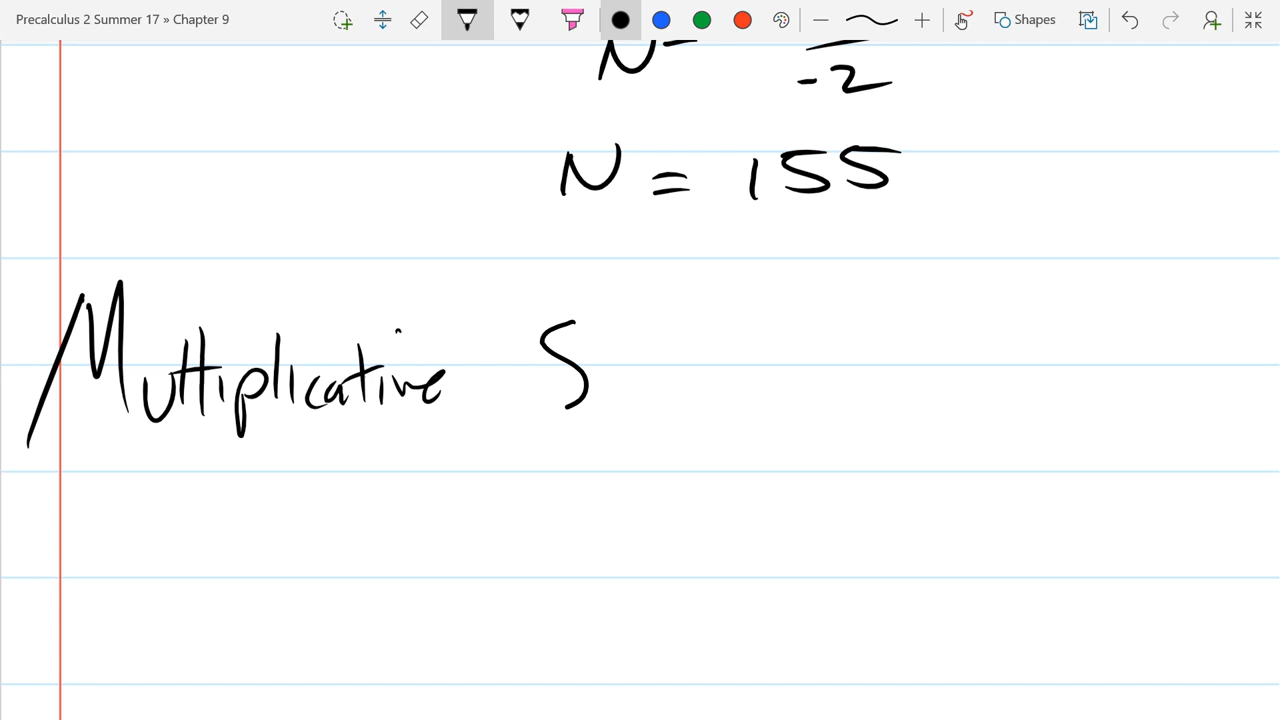 Precalculus 2 Summer 17 » Chapter 9 Shapes
N =
-2
N = 155
Multiplicative S